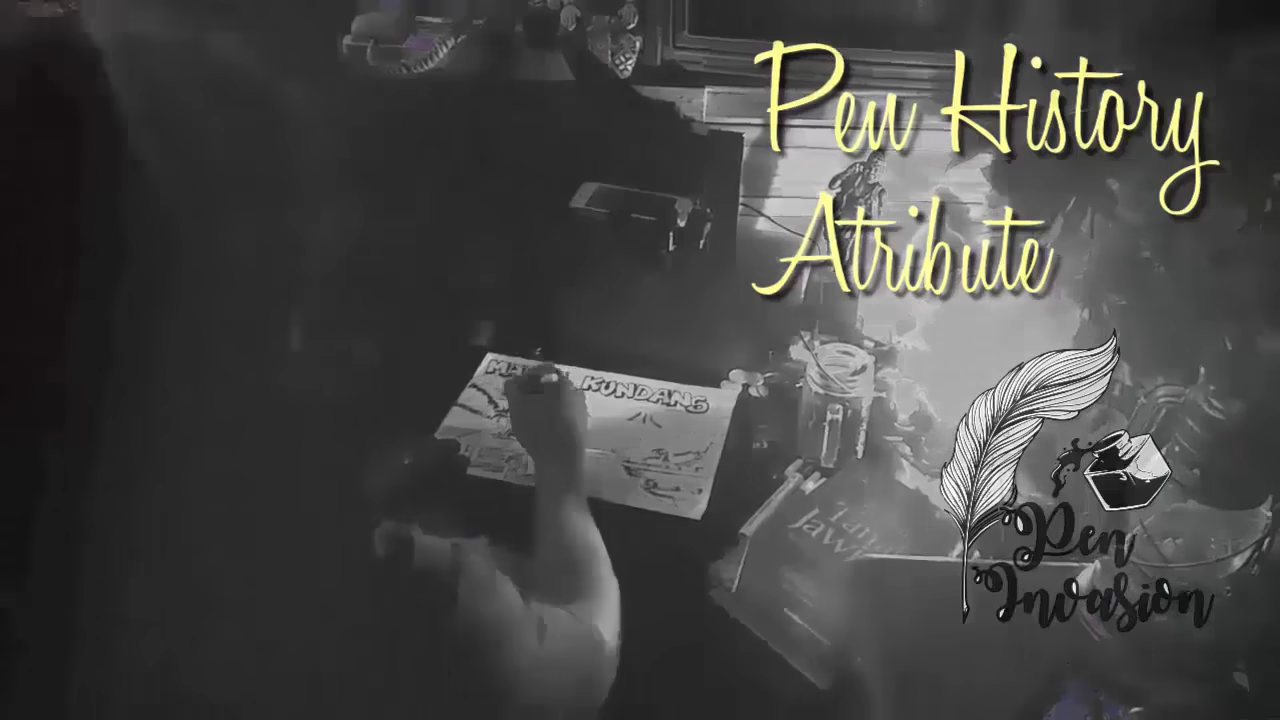 Pen History
Atribute
KUNDANG
Pen
Invasion